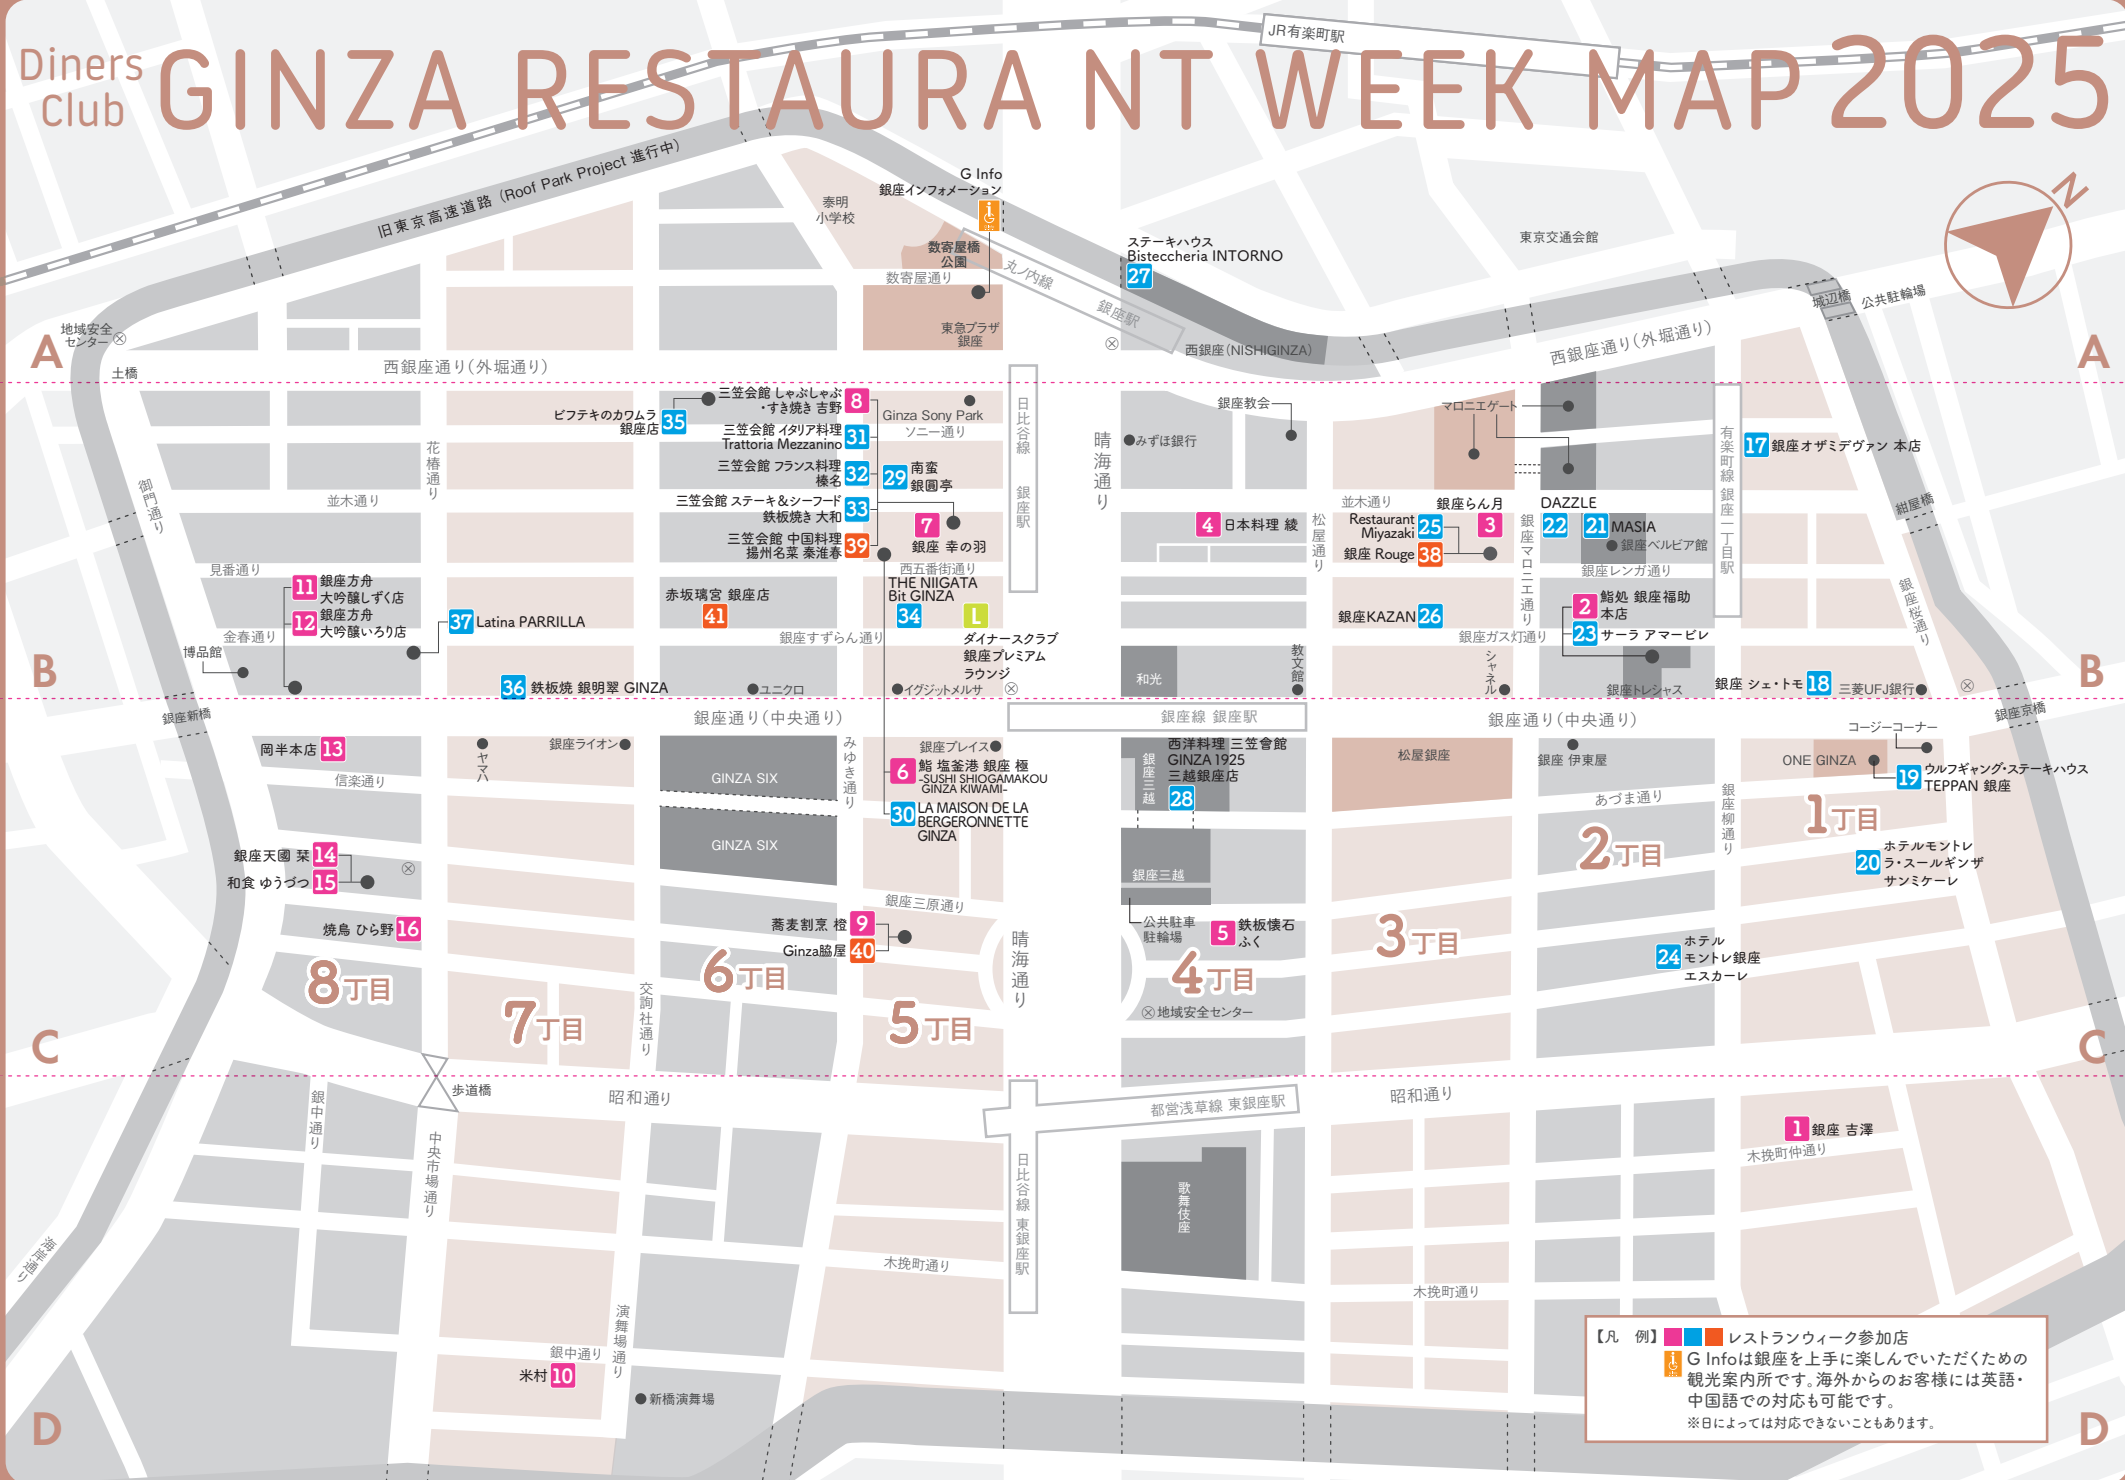 Diners
Club
GINZA RESTAURANT WEEK MAP 2025
JR有楽町駅
旧東京高速道路（Roof Park Project 進行中）
G Info
銀座インフォメーション
泰明
小学校
数寄屋橋
公園
数寄屋通り
丸ノ内線
銀座駅
ステーキハウス
Bisteccheria INTORNO
27
東京交通会館
N
城辺橋
公共駐輪場
地域安全
センター
A
土橋
西銀座通り(外堀通り)
東急プラザ
銀座
西銀座(NISHIGINZA)
西銀座通り(外堀通り)
A
ビフテキのカワムラ
銀座店
35
三笠会館 しゃぶしゃぶ
・すき焼き 吉野
8
三笠会館 イタリア料理
Trattoria Mezzanino
31
三笠会館 フランス料理
榛名
32
三笠会館 ステーキ&シーフード
鉄板焼き 大和
33
三笠会館 中国料理
揚州名菜 秦淮春
39
Ginza Sony Park
ソニー通り
29
南蛮
銀圓亭
7
銀座 幸の羽
西五番街通り
日比谷線 銀座駅
晴海通り
みずほ銀行
銀座教会
マロニエゲート
有楽町線 銀座一丁目駅
17
銀座オザミデヴァン 本店
花椿通り
御門通り
並木通り
並木通り
4
日本料理 綾
松屋通り
Restaurant
Miyazaki
25
銀座らん月
3
銀座 Rouge
38
銀座マロニエ通り
DAZZLE
22
21
MASIA
銀座ベルビア館
銀座レンガ通り
紺屋橋
銀座桜通り
見番通り
11
銀座方舟
大吟醸しずく店
12
銀座方舟
大吟醸いろり店
金春通り
博品館
37
Latina PARRILLA
赤坂璃宮 銀座店
41
THE NIIGATA
Bit GINZA
34
L
ダイナースクラブ
銀座プレミアム
ラウンジ
銀座すずらん通り
銀座KAZAN
26
2
鮨処 銀座福助
本店
23
サーラ アマービレ
銀座ガス灯通り
B
36
鉄板焼 銀明翠 GINZA
ユニクロ
イグジットメルサ
和光
教文館
シャネル
銀座トレシャス
銀座 シェ・トモ
18
三菱UFJ銀行
B
銀座新橋
銀座通り(中央通り)
銀座線 銀座駅
銀座通り(中央通り)
銀座京橋
岡半本店
13
ヤマハ
銀座ライオン
GINZA SIX
みゆき通り
銀座プレイス
6
鮨 塩釜港 銀座 極
-SUSHI SHIOGAMAKOU
GINZA KIWAMI-
30
LA MAISON DE LA
BERGERONNETTE
GINZA
銀座三越
西洋料理 三笠會館
GINZA 1925
三越銀座店
28
松屋銀座
銀座 伊東屋
コージーコーナー
ONE GINZA
19
ウルフギャング・ステーキハウス
TEPPAN 銀座
信楽通り
GINZA SIX
あづま通り
銀座柳通り
1丁目
2丁目
20
ホテルモントレ
ラ・スールギンザ
サンミケーレ
銀座天國 栞
14
和食 ゆうづつ
15
焼鳥 ひら野
16
銀座三越
銀座三原通り
蕎麦割烹 橙
9
Ginza脇屋
40
公共駐車
駐輪場
5
鉄板懐石
ふく
晴海通り
3丁目
24
ホテル
モントレ銀座
エスカーレ
8丁目
7丁目
交詢社通り
6丁目
5丁目
4丁目
地域安全センター
C
C
歩道橋
昭和通り
都営浅草線 東銀座駅
昭和通り
銀中通り
中央市場通り
日比谷線 東銀座駅
歌舞伎座
1
銀座 吉澤
木挽町仲通り
海岸通り
木挽町通り
木挽町通り
演舞場通り
銀中通り
米村
10
新橋演舞場
D
【凡 例】レストランウィーク参加店
G Infoは銀座を上手に楽しんでいただくための
観光案内所です。海外からのお客様には英語・
中国語での対応も可能です。
※日によっては対応できないこともあります。
D